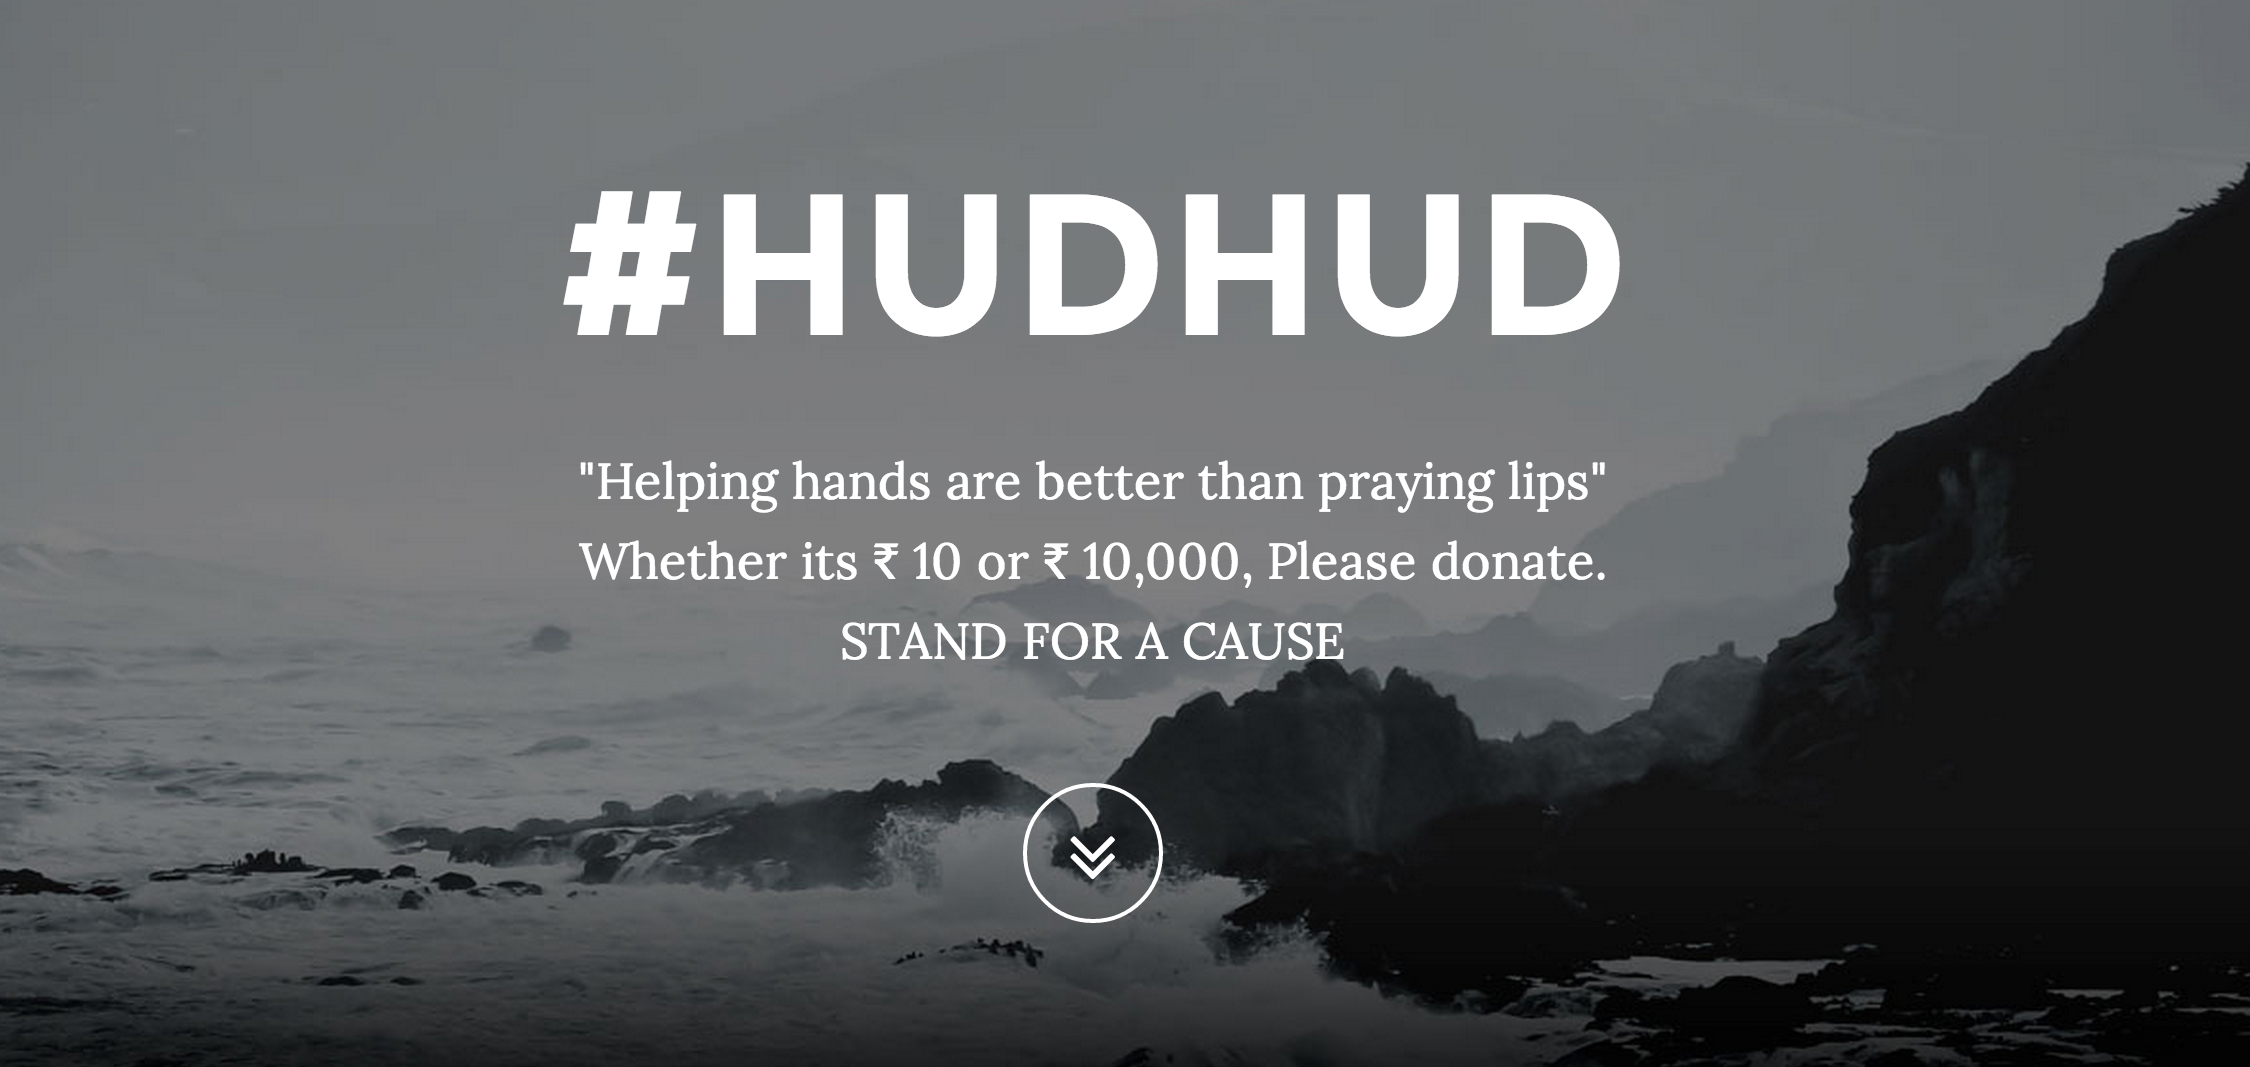 #HUDHUD
"Helping hands are better than praying lips"
Whether its ₹ 10 or ₹ 10,000, Please donate.
STAND FOR A CAUSE